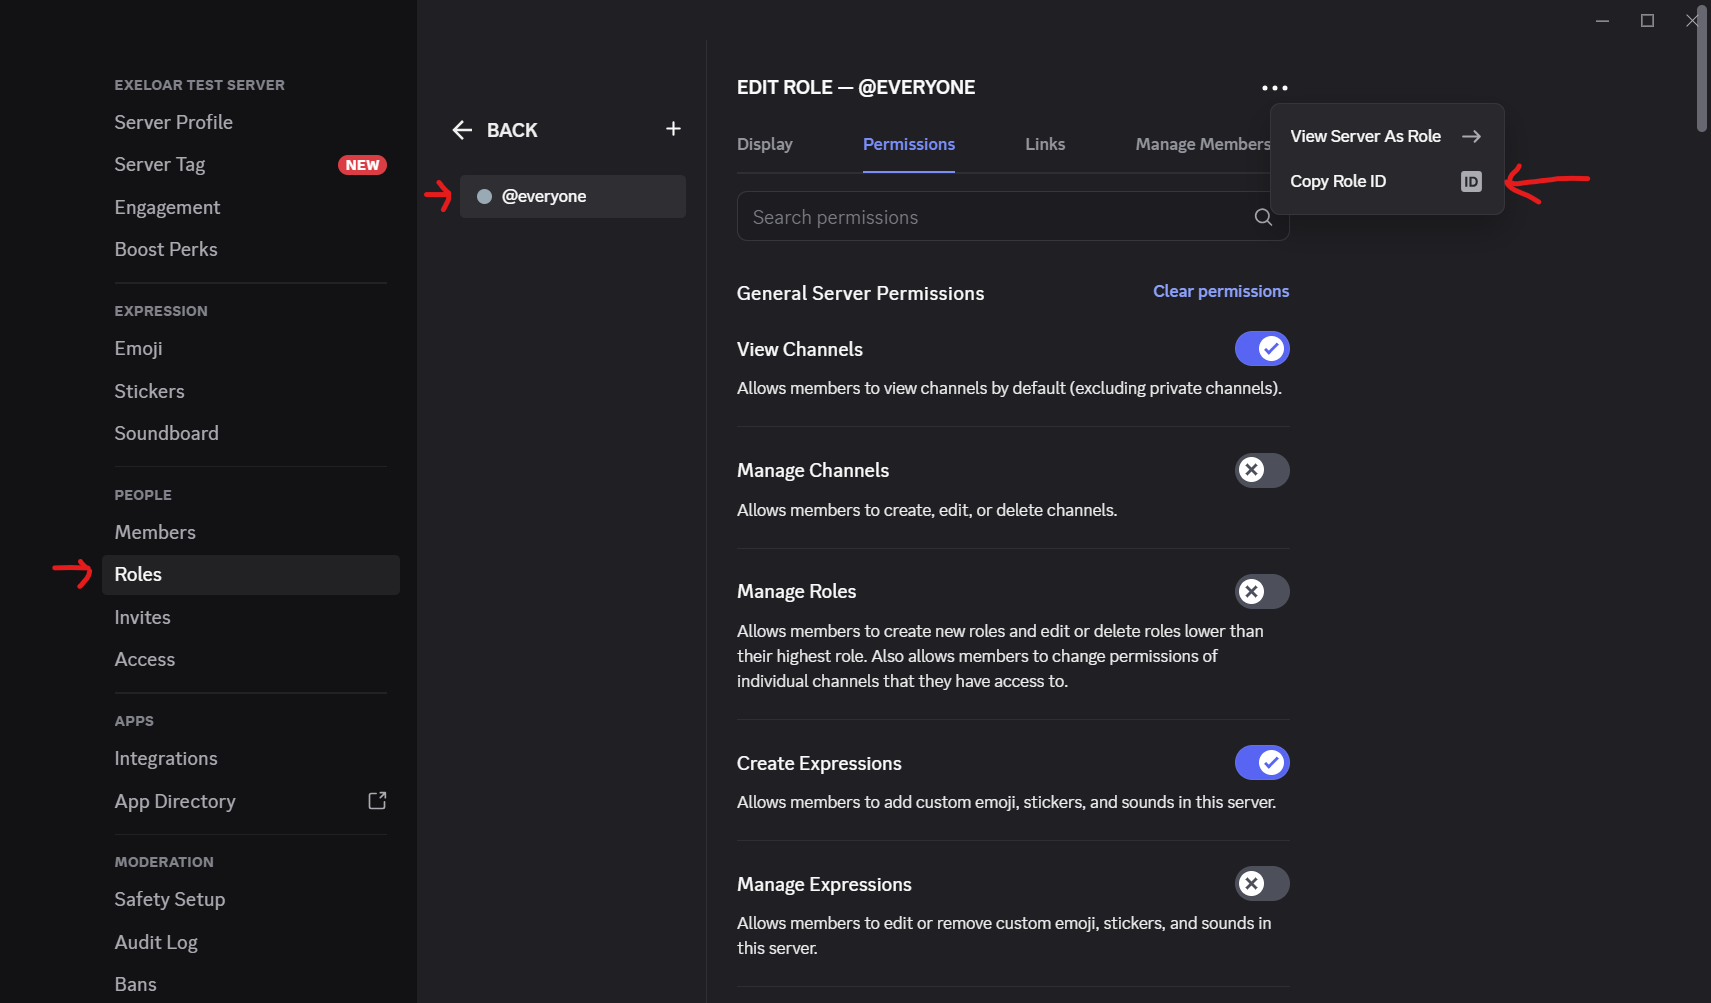 EXELOAR TEST SERVER
Server Profile
Server Tag NEW
Engagement
Boost Perks
EXPRESSION
Emoji
Stickers
Soundboard
PEOPLE
Members
Roles
Invites
Access
APPS
Integrations
App Directory
MODERATION
Safety Setup
Audit Log
Bans
BACK
@everyone
EDIT ROLE — @EVERYONE
Display Permissions Links Manage Members
View Server As Role
Copy Role ID ID
Search permissions
General Server Permissions Clear permissions
View Channels
Allows members to view channels by default (excluding private channels).
Manage Channels
Allows members to create, edit, or delete channels.
Manage Roles
Allows members to create new roles and edit or delete roles lower than
their highest role. Also allows members to change permissions of
individual channels that they have access to.
Create Expressions
Allows members to add custom emoji, stickers, and sounds in this server.
Manage Expressions
Allows members to edit or remove custom emoji, stickers, and sounds in
this server.